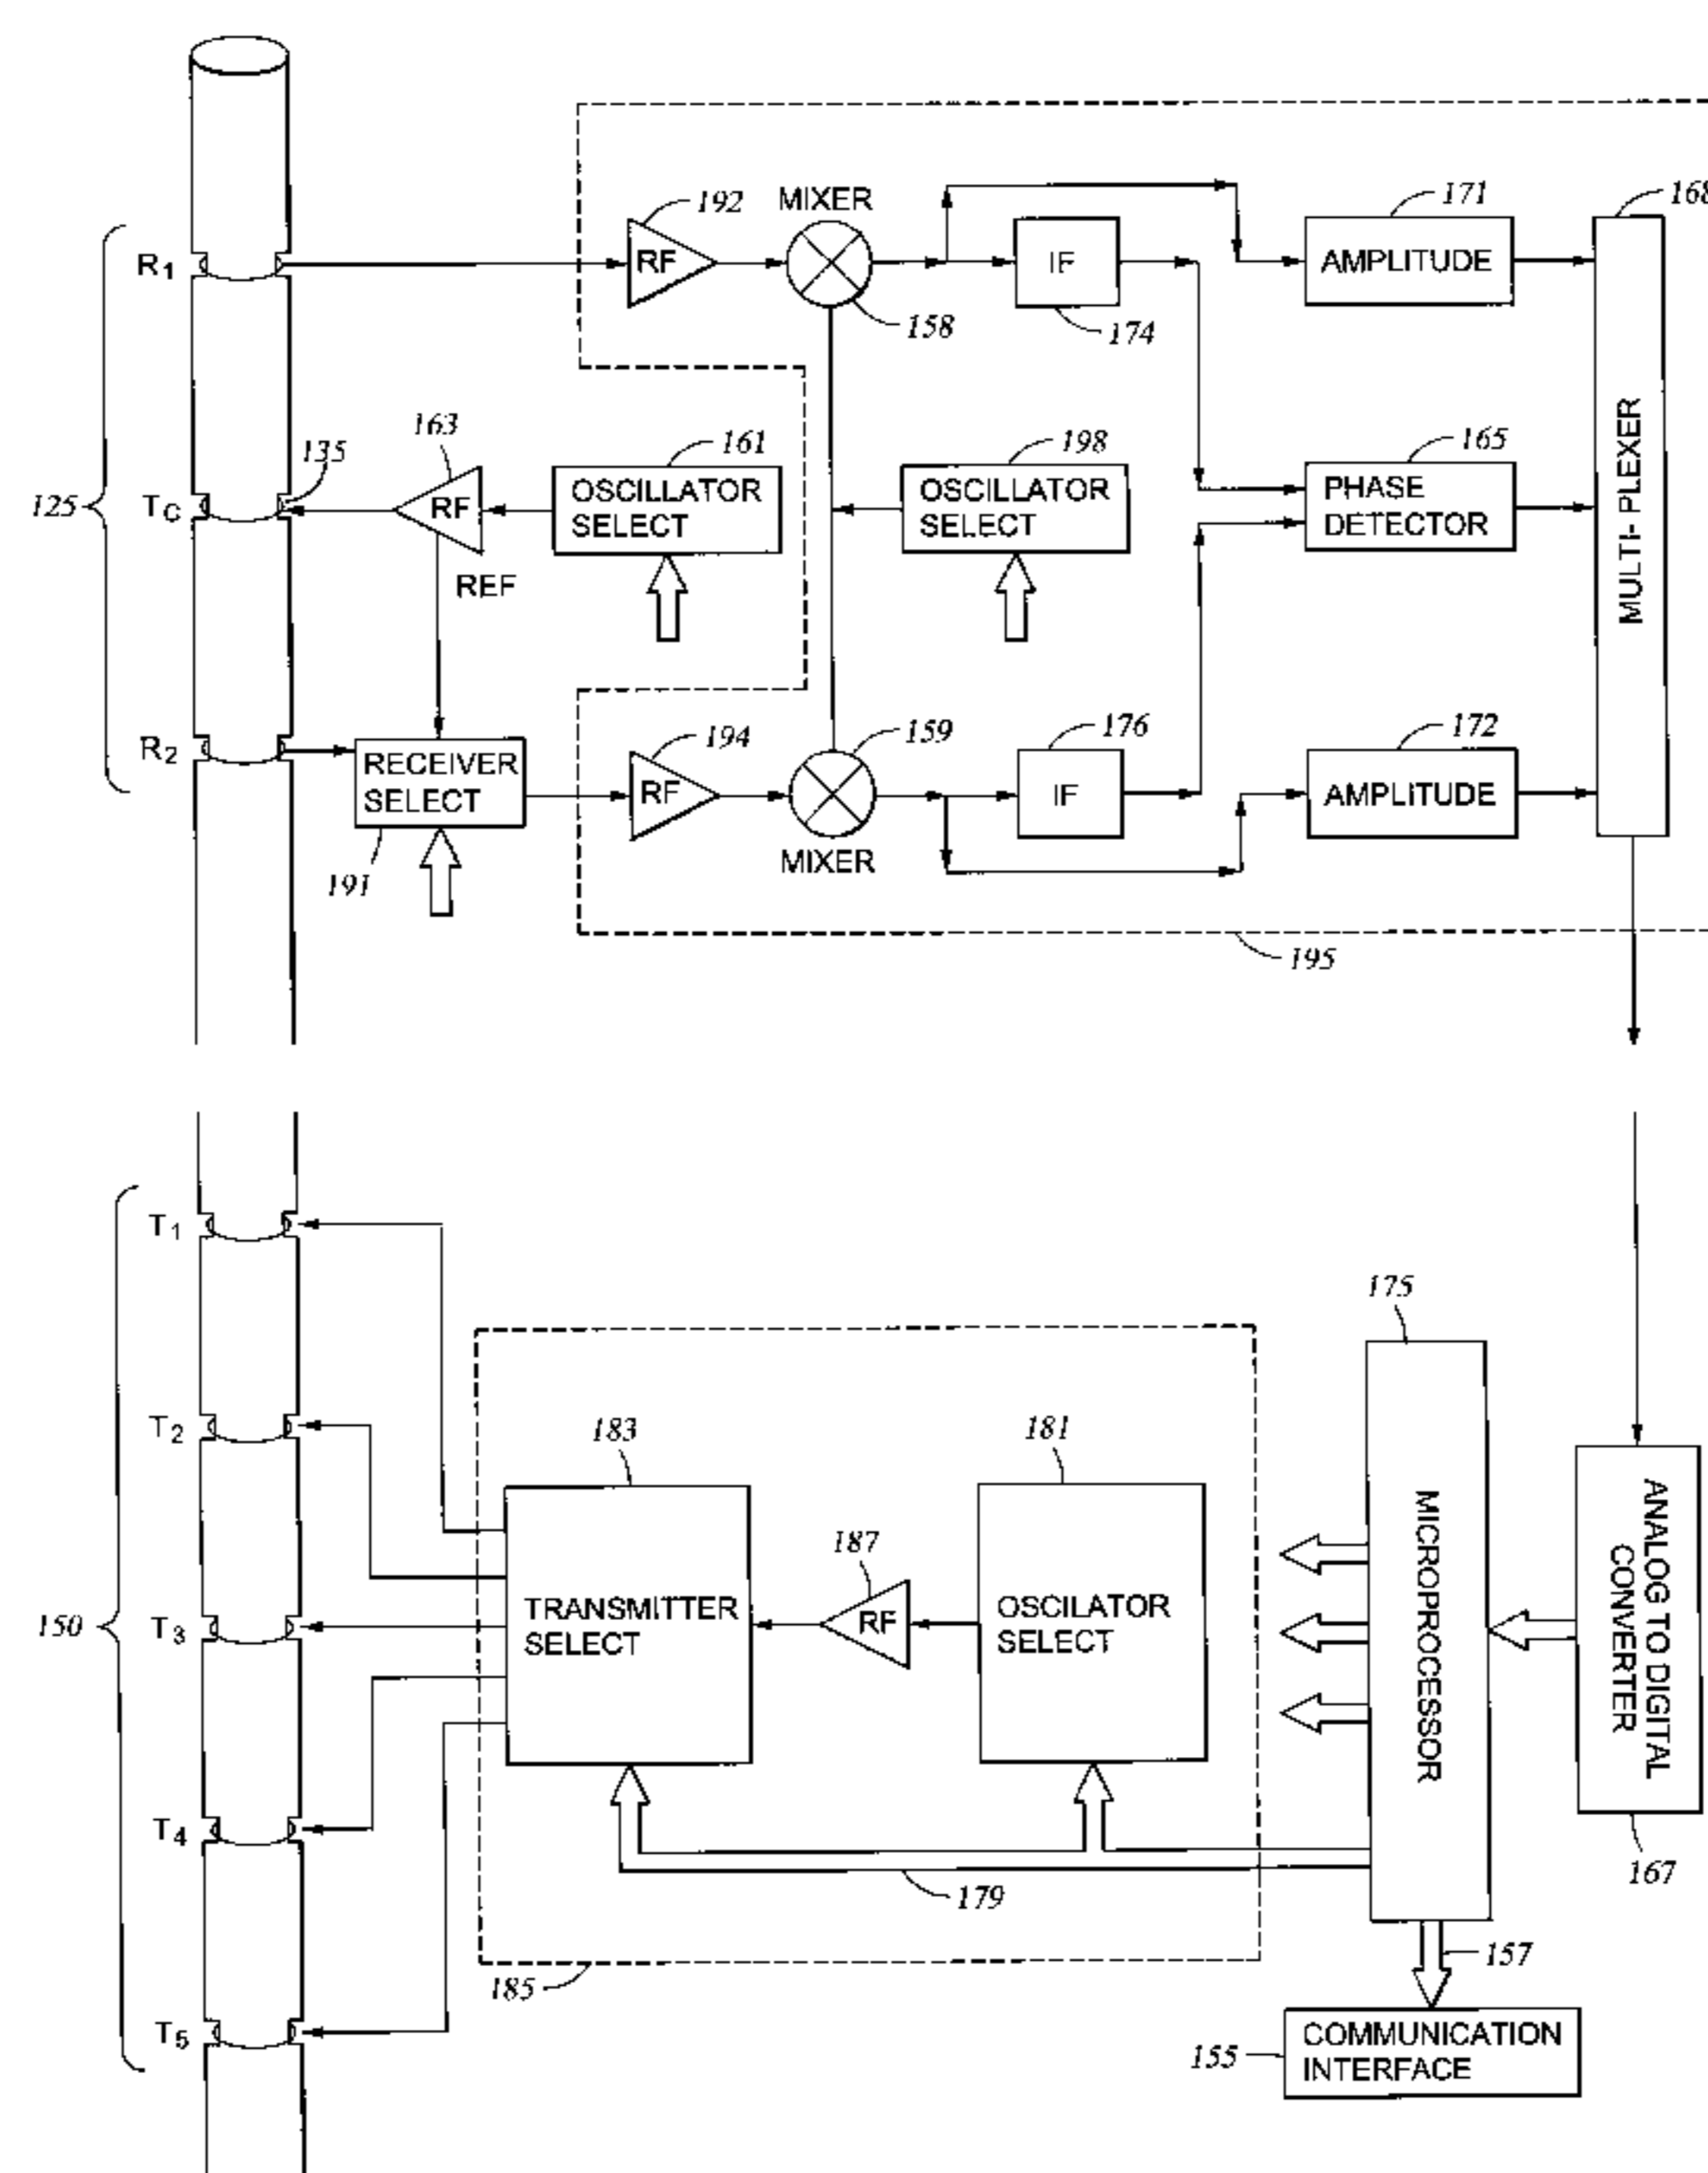 192
MIXER
171
168
R1
RF
IF
AMPLITUDE
158
174
163
161
198
165
135
125
TC
RF
OSCILLATOR
SELECT
OSCILLATOR
SELECT
PHASE
DETECTOR
MULTI- PLEXER
REF
194
159
176
172
R2
RECEIVER
SELECT
RF
IF
AMPLITUDE
MIXER
191
195
T1
175
T2
183
181
187
150
T3
TRANSMITTER
SELECT
RF
OSCILATOR
SELECT
MICROPROCESSOR
ANALOG TO DIGITAL
CONVERTER
T4
179
167
157
185
T5
155
COMMUNICATION
INTERFACE